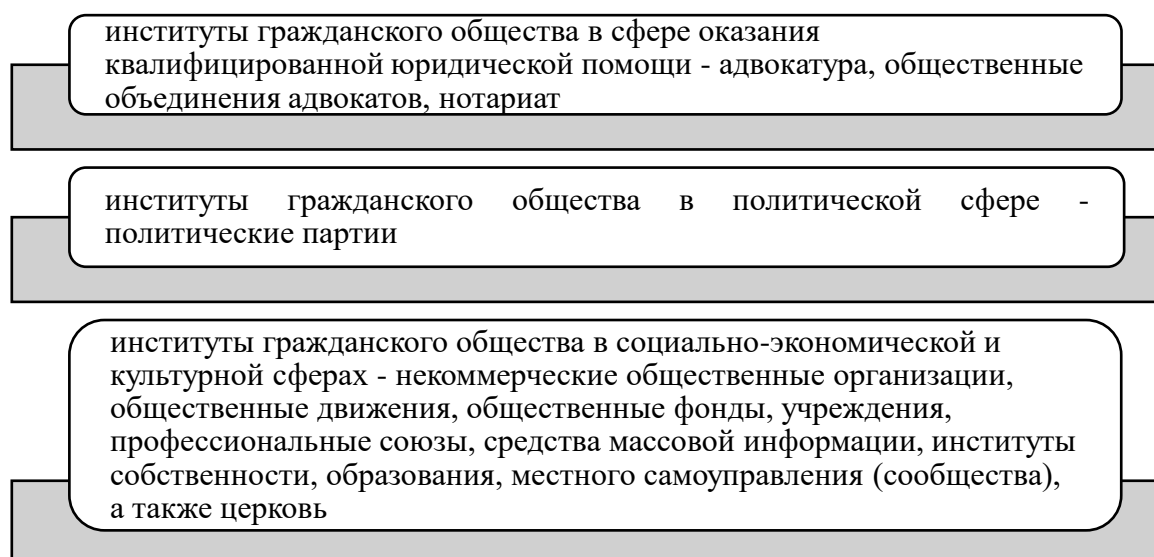 институты гражданского общества в сфере оказания
квалифицированной юридической помощи - адвокатура, общественные
объединения адвокатов, нотариат
институты гражданского общества в политической сфере -
политические партии
институты гражданского общества в социально-экономической и
культурной сферах - некоммерческие общественные организации,
общественные движения, общественные фонды, учреждения,
профессиональные союзы, средства массовой информации, институты
собственности, образования, местного самоуправления (сообщества),
а также церковь